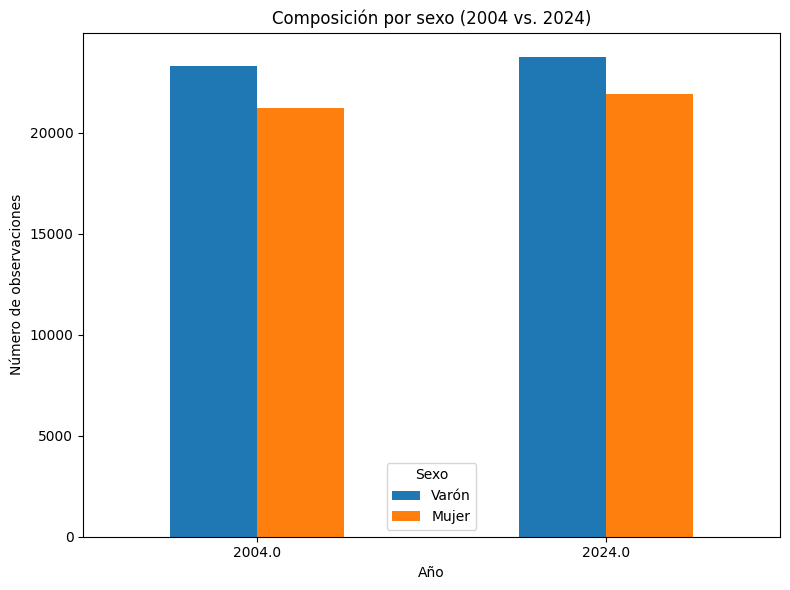 Composición por sexo (2004 vs. 2024)
Número de observaciones
20000
15000
10000
5000
0
Sexo
Varón
Mujer
2004.0
2024.0
Año